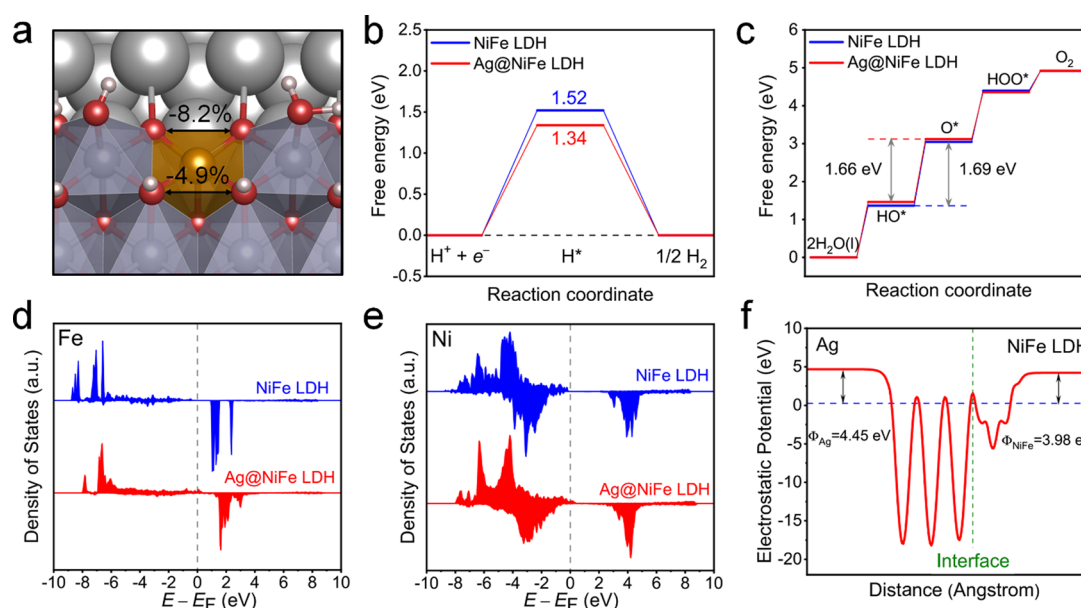 a
-8.2%
-4.9%
b
NiFe LDH
Ag@NiFe LDH
1.52
1.34
H⁺ + e⁻
H*
1/2 H₂
Free energy (eV)
2.5
2.0
1.5
1.0
0.5
0.0
-0.5
Reaction coordinate
c
NiFe LDH
Ag@NiFe LDH
O₂
HOO*
O*
1.66 eV
1.69 eV
HO*
2H₂O(l)
Free energy (eV)
6
5
4
3
2
1
0
Reaction coordinate
d
Fe
NiFe LDH
Ag@NiFe LDH
Density of States (a.u.)
-10 -8 -6 -4 -2 0 2 4 6 8 10
E – E_F (eV)
e
Ni
NiFe LDH
Ag@NiFe LDH
Density of States (a.u.)
-10 -8 -6 -4 -2 0 2 4 6 8 10
E – E_F (eV)
f
Ag
NiFe LDH
Φ_Ag=4.45 eV
Φ_NiFe=3.98 e
Interface
Electrostatic Potential (eV)
10
5
0
-5
-10
-15
-20
Distance (Angstrom)